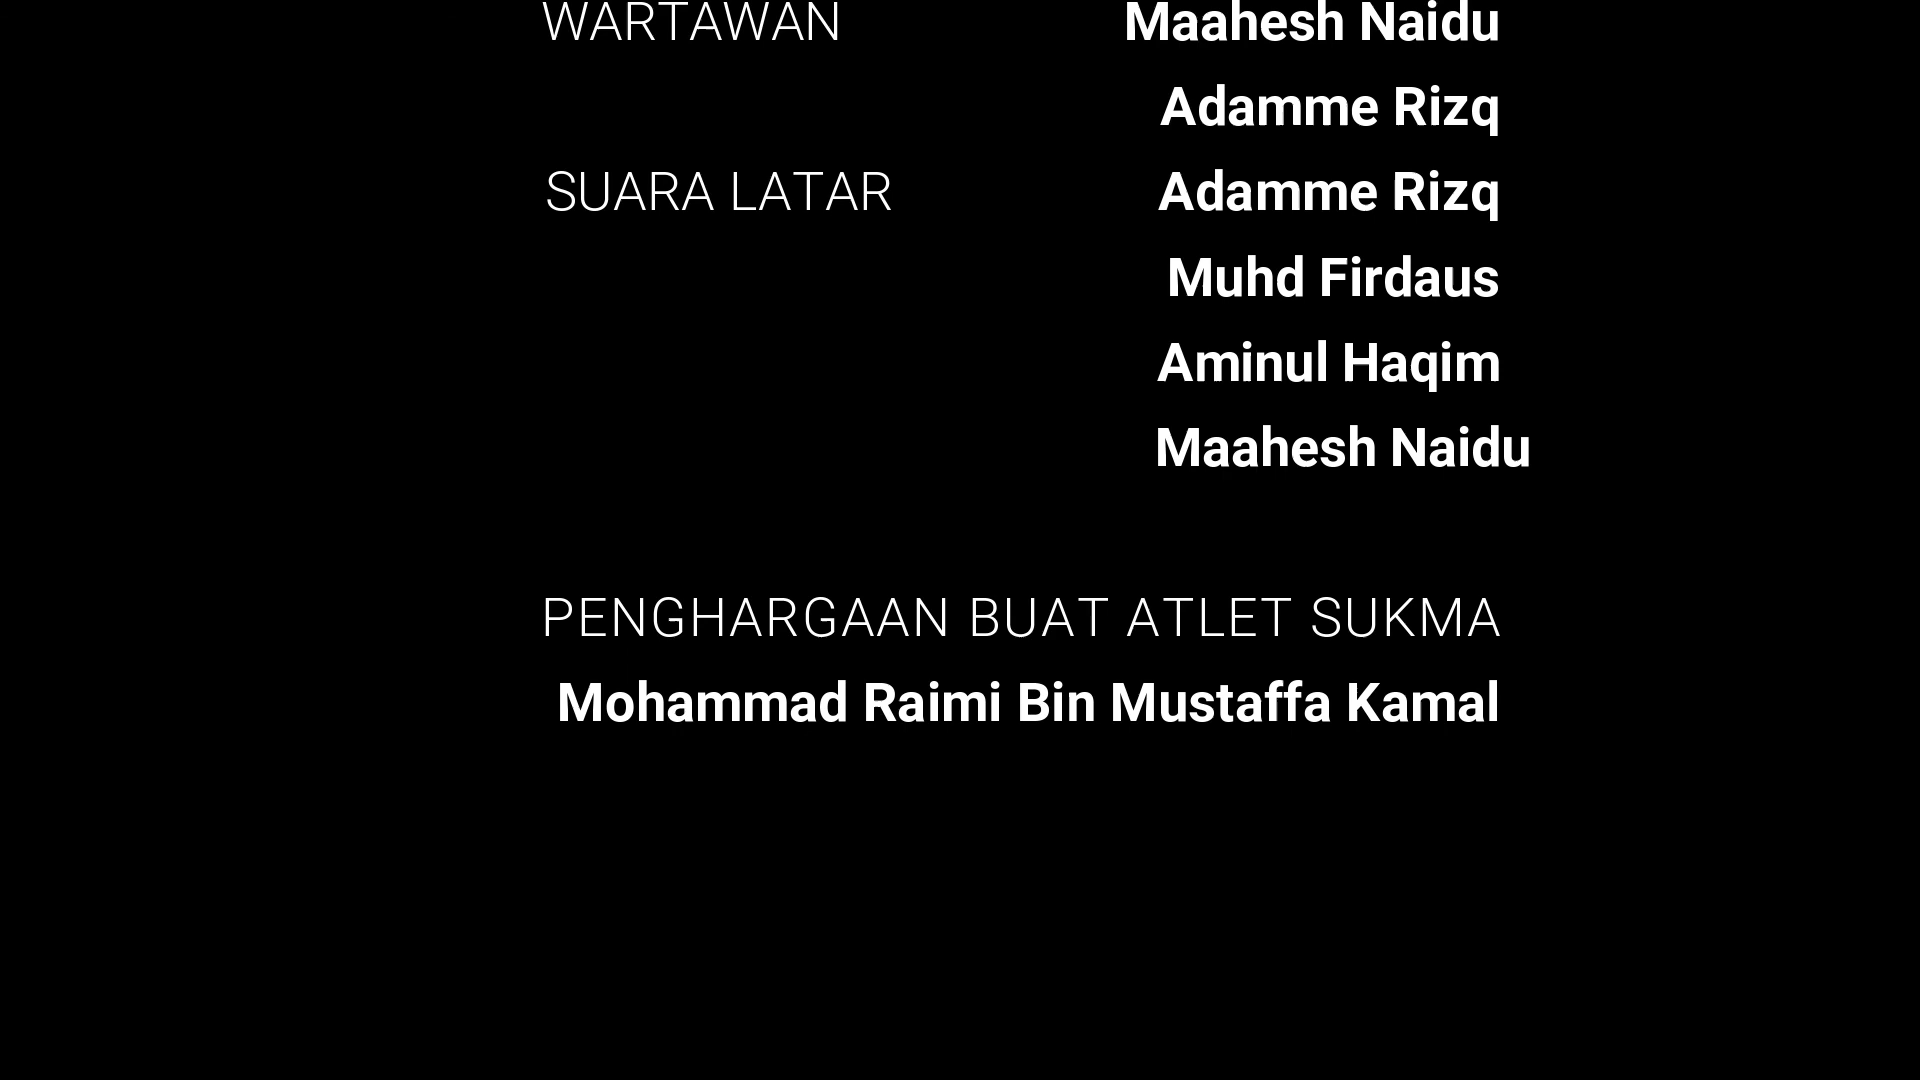 WARTAWAN Maahesh Naidu
Adamme Rizq
SUARA LATAR Adamme Rizq
Muhd Firdaus
Aminul Haqim
Maahesh Naidu
PENGHARGAAN BUAT ATLET SUKMA
Mohammad Raimi Bin Mustaffa Kamal